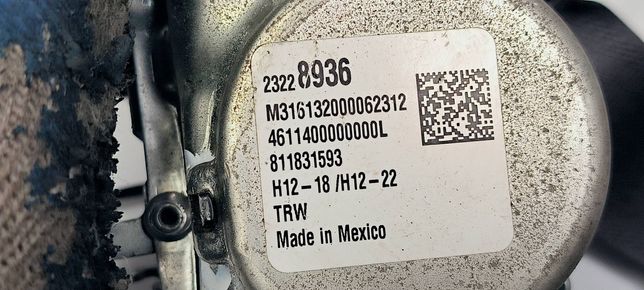 2322 8936
M316132000062312
4611400000000L
811831593
H12-18 /H12-22
TRW
Made in Mexico